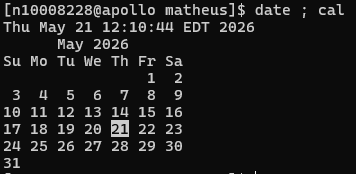 [n10008228@apollo matheus]$ date ; cal
Thu May 21 12:10:44 EDT 2026
      May 2026
Su Mo Tu We Th Fr Sa
                1  2
 3  4  5  6  7  8  9
10 11 12 13 14 15 16
17 18 19 20 21 22 23
24 25 26 27 28 29 30
31